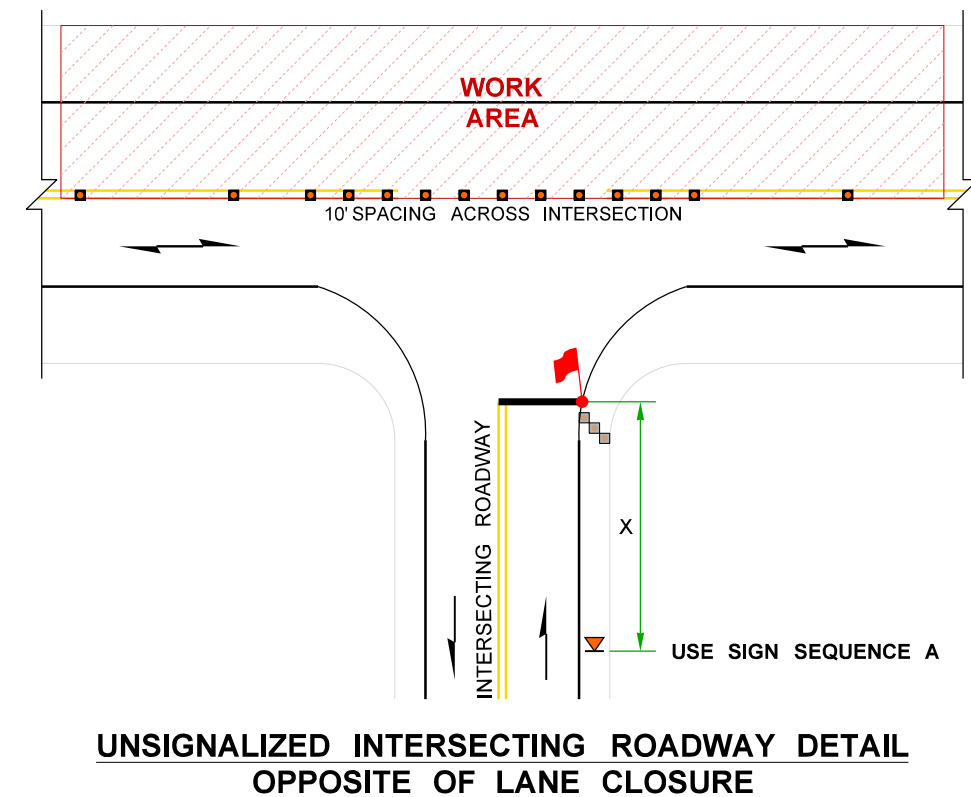 WORK
AREA
10' SPACING ACROSS INTERSECTION
INTERSECTING ROADWAY
X
USE SIGN SEQUENCE A
UNSIGNALIZED INTERSECTING ROADWAY DETAIL
OPPOSITE OF LANE CLOSURE